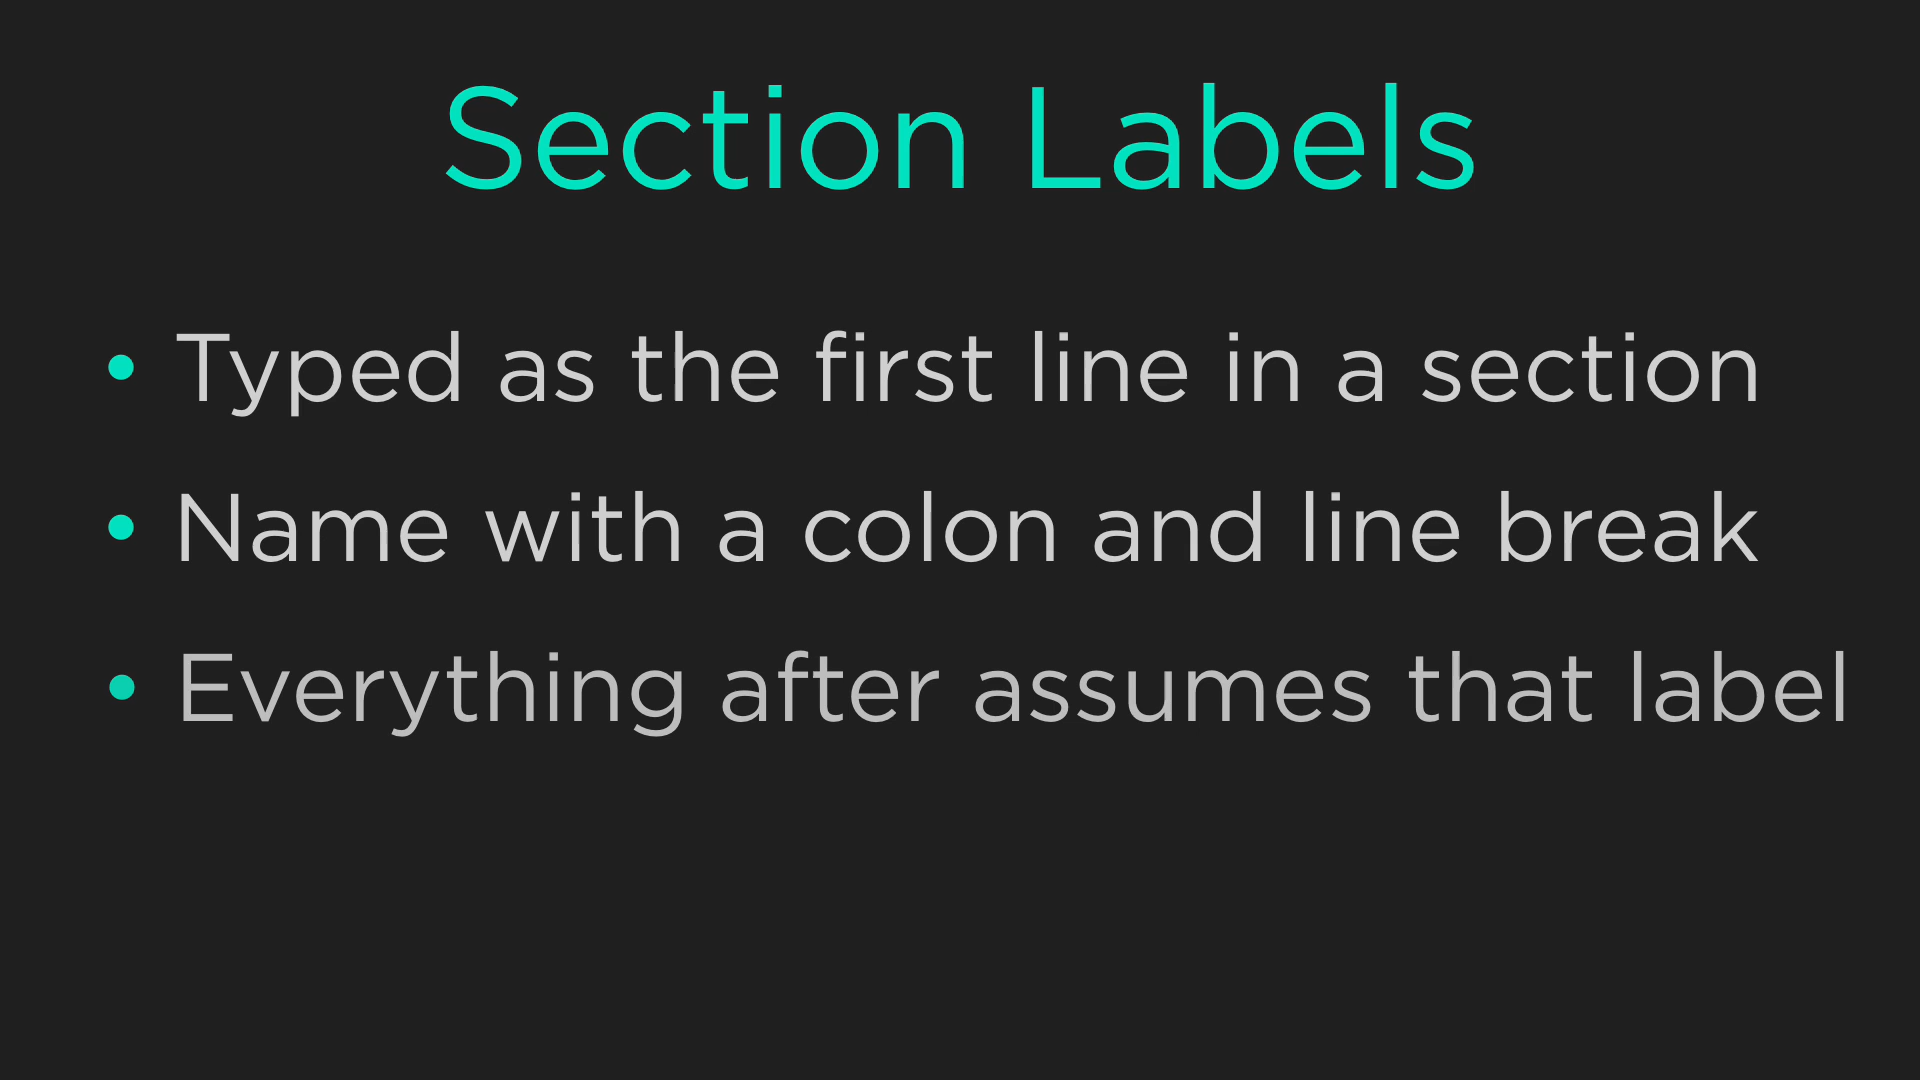 Section Labels
• Typed as the first line in a section
• Name with a colon and line break
• Everything after assumes that label